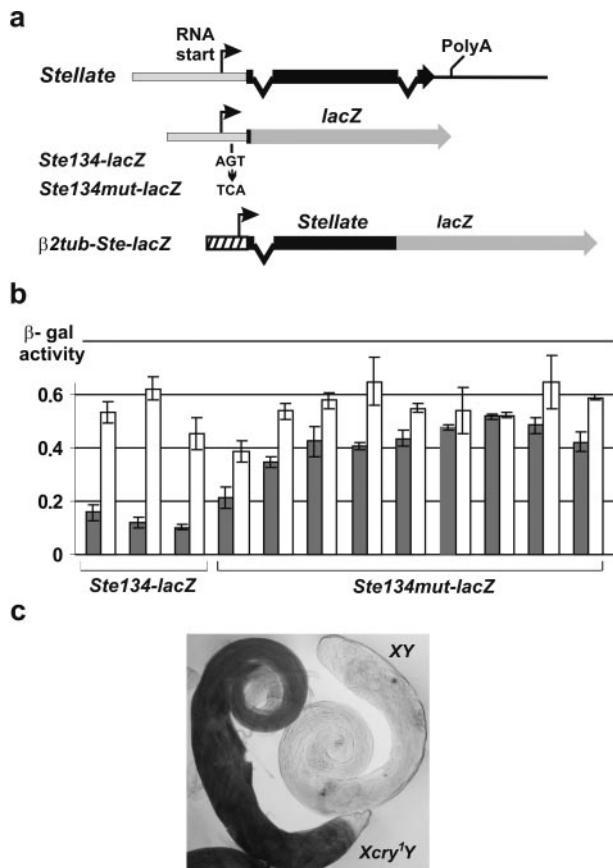 a
RNA start
PolyA
Stellate
lacZ
Ste134-lacZ
AGT
Ste134mut-lacZ
TCA
Stellate
lacZ
β2tub-Ste-lacZ
b
β- gal activity
0.6
0.4
0.2
0
Ste134-lacZ
Ste134mut-lacZ
c
XY
Xcry¹Y